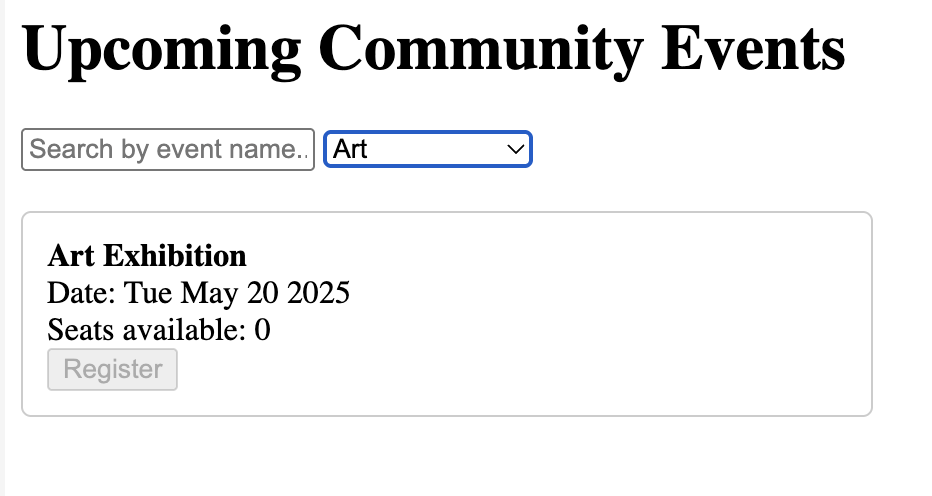 Upcoming Community Events
Search by event name.. Art
Art Exhibition
Date: Tue May 20 2025
Seats available: 0
Register